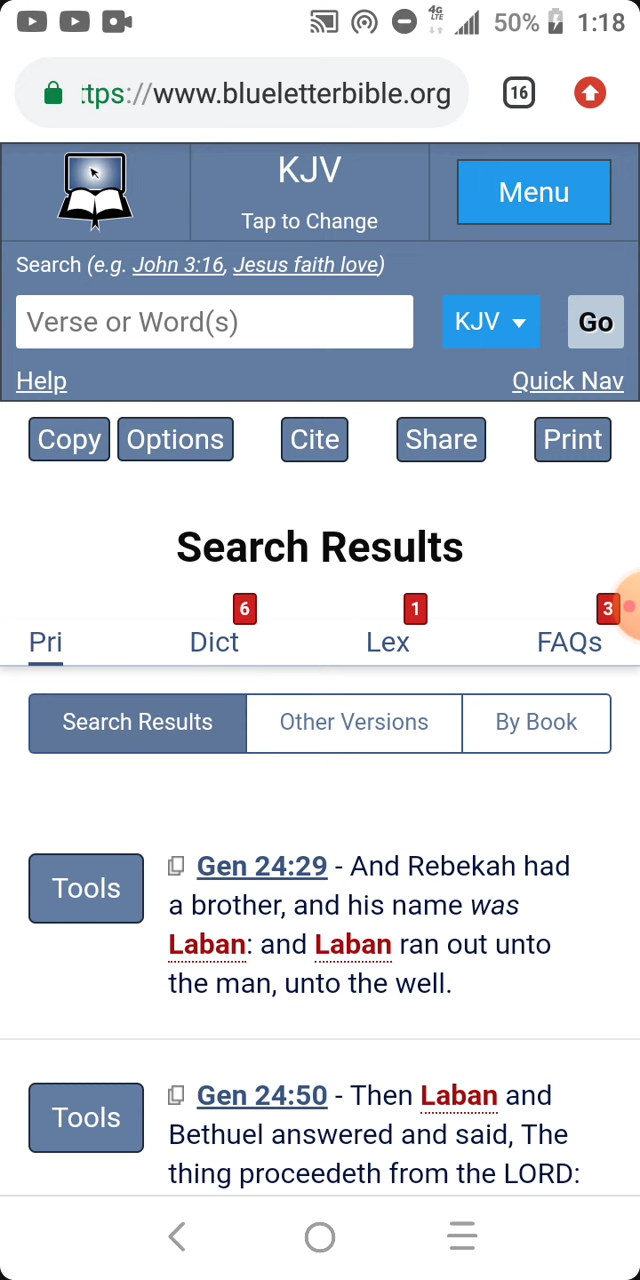 4G
LTE
50%
1:18
ttps://www.blueletterbible.org
16
KJV
Tap to Change
Menu
Search (e.g. John 3:16, Jesus faith love)
Verse or Word(s)
KJV
Go
Help
Quick Nav
Copy
Options
Cite
Share
Print
Search Results
6
1
3
Pri
Dict
Lex
FAQs
Search Results
Other Versions
By Book
Tools
Gen 24:29 - And Rebekah had
a brother, and his name was
Laban: and Laban ran out unto
the man, unto the well.
Tools
Gen 24:50 - Then Laban and
Bethuel answered and said, The
thing proceedeth from the LORD: